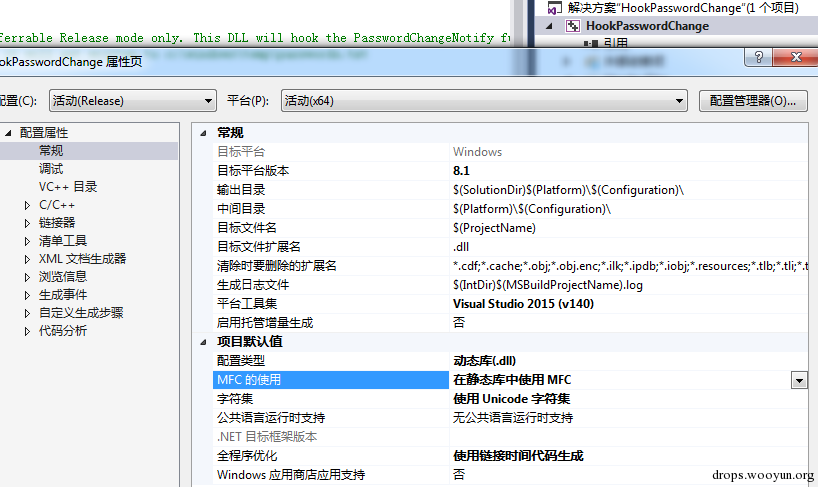 解决方案"HookPasswordChange"(1 个项目)
HookPasswordChange
引用
ferrable Release mode only. This DLL will hook the PasswordChangeNotify fu
ookPasswordChange 属性页
配置(C):
活动(Release)
平台(P):
活动(x64)
配置管理器(O)...
配置属性
常规
调试
VC++ 目录
C/C++
链接器
清单工具
XML 文档生成器
浏览信息
生成事件
自定义生成步骤
代码分析
常规
目标平台 Windows
目标平台版本 8.1
输出目录 $(SolutionDir)$(Platform)\$(Configuration)\
中间目录 $(Platform)\$(Configuration)\
目标文件名 $(ProjectName)
目标文件扩展名 .dll
清除时要删除的扩展名 *.cdf;*.cache;*.obj;*.obj.enc;*.ilk;*.ipdb;*.iobj;*.resources;*.tlb;*.tli;*.t
生成日志文件 $(IntDir)$(MSBuildProjectName).log
平台工具集 Visual Studio 2015 (v140)
启用托管增量生成 否
项目默认值
配置类型 动态库(.dll)
MFC 的使用 在静态库中使用 MFC
字符集 使用 Unicode 字符集
公共语言运行时支持 无公共语言运行时支持
.NET 目标框架版本
全程序优化 使用链接时间代码生成
Windows 应用商店应用支持 否
drops.wooyun.org